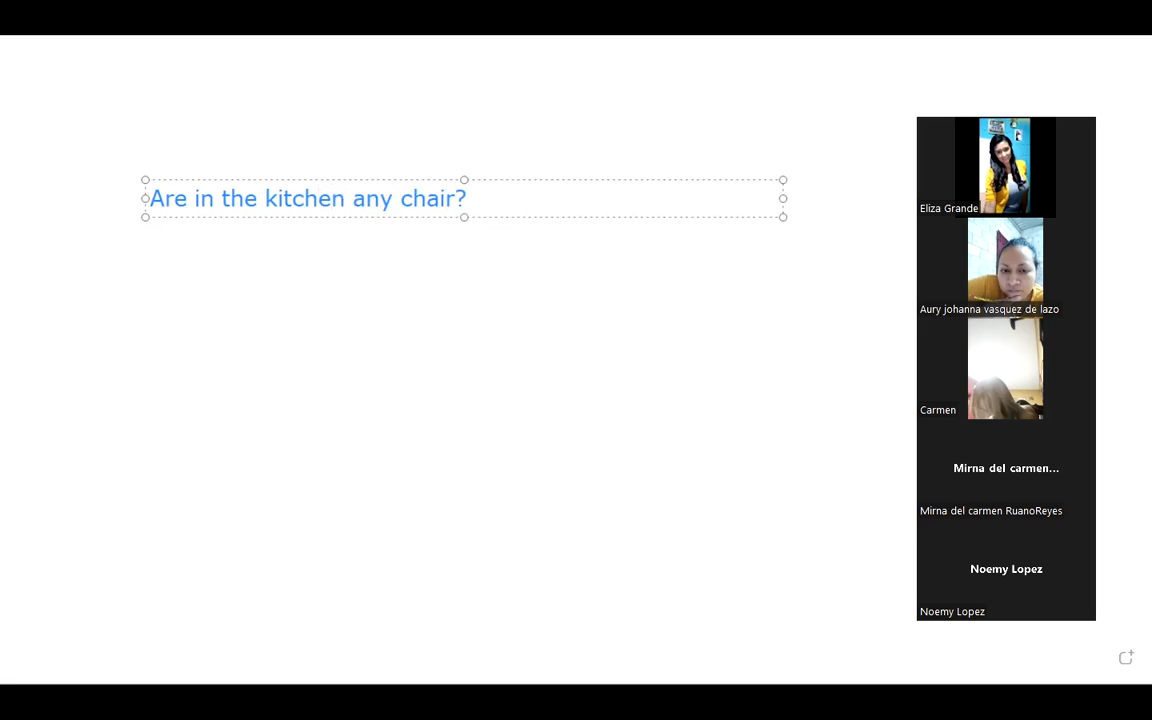 Are in the kitchen any chair?
Eliza Grande
Aury johanna vasquez de lazo
Carmen
Mirna del carmen...
Mirna del carmen RuanoReyes
Noemy Lopez
Noemy Lopez